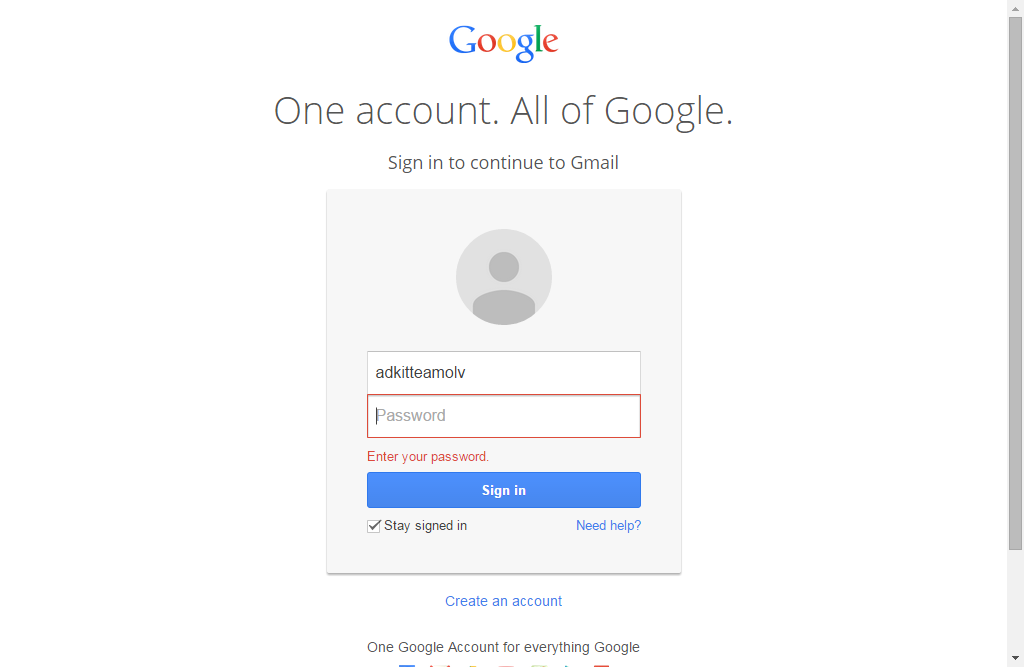 Google
One account. All of Google.
Sign in to continue to Gmail
adkitteamolv
Password
Enter your password.
Sign in
Stay signed in
Need help?
Create an account
One Google Account for everything Google